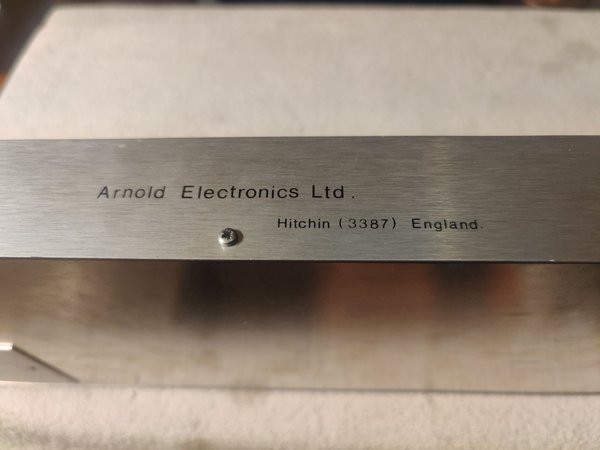 Arnold Electronics Ltd.
Hitchin (3387) England.